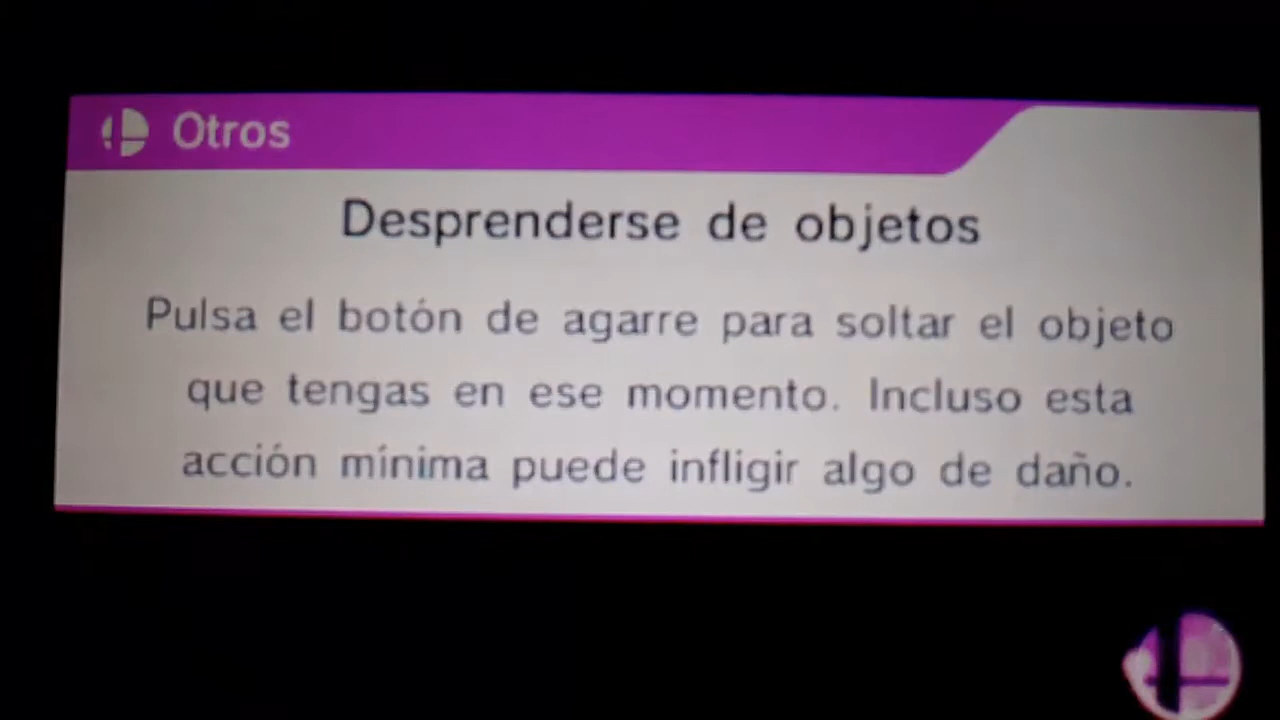 Otros
Desprenderse de objetos
Pulsa el botón de agarre para soltar el objeto
que tengas en ese momento. Incluso esta
acción mínima puede infligir algo de daño.